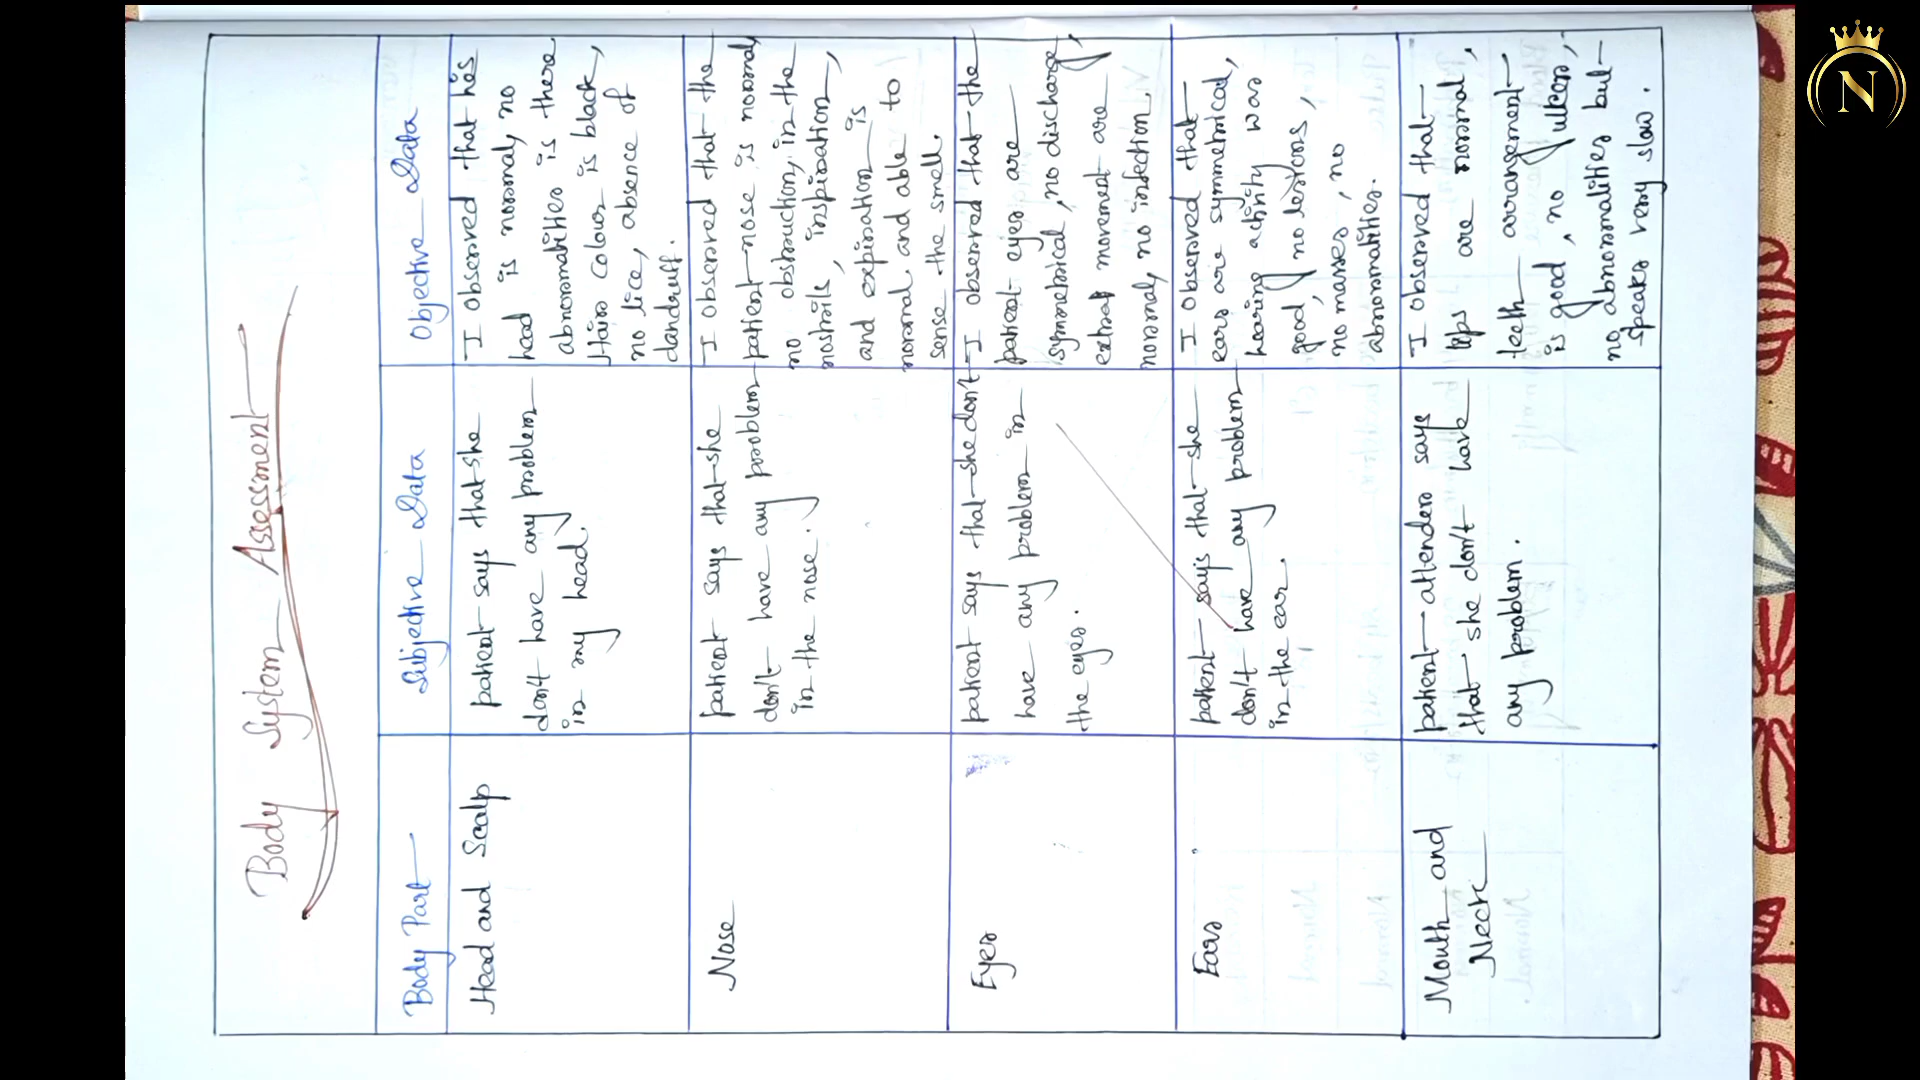 Body System Assessment
Body Part
Subjective Data
Objective Data
Head and Scalp
patient says that she
don't have any problem
in my head.
I observed that his
head is normal, no
abnormalities is there
Hair colour is black,
no lice, absence of
dandruff.
Nose
patient says that she
don't have any problem
in the nose.
I observed that the
patient nose is normal
no obstruction, in the
nostrils, inspiration,
and expiration is
normal and able to
sense the smell.
Eyes
patient says that she don't
have any problem in
the eyes.
I observed that the
patient eyes are
symmetrical, no discharge,
movement are
normal, no infection.
Ears
patient says that she
don't have any problem
in the ear.
I observed that
ears are symmetrical,
hearing activity was
good, no lesions,
no masses, no
abnormalities.
Mouth and
Neck
patient attender says
that she don't have
any problem.
I observed that
lips are normal,
teeth arrangement
is good, no ulcers,
no abnormalities but
speaks very slow.
N